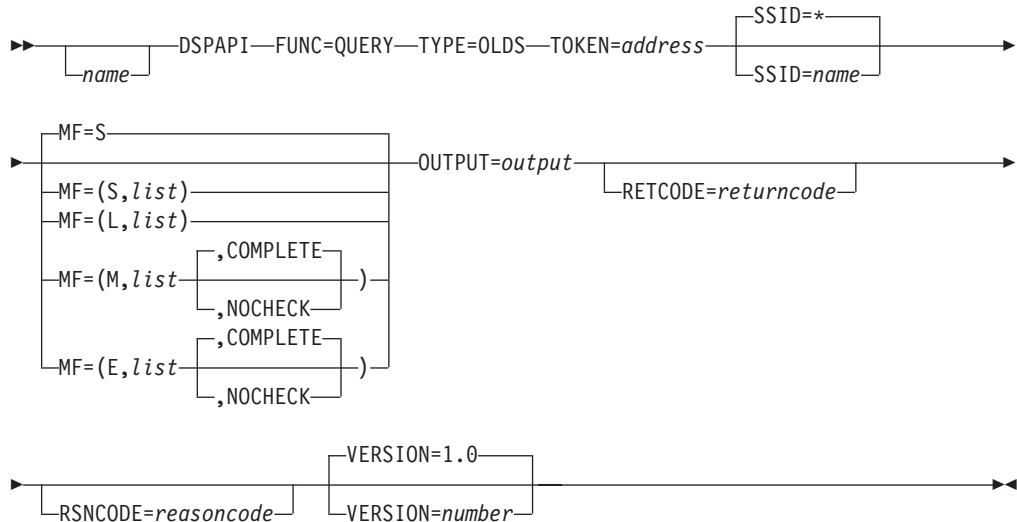 SSID=*
DSPAPI FUNC=QUERY TYPE=OLDS TOKEN=address
name SSID=name
MF=S
OUTPUT=output
MF=(S,list) RETCODE=returncode
MF=(L,list)
,COMPLETE
MF=(M,list )
,NOCHECK
,COMPLETE
MF=(E,list )
,NOCHECK
VERSION=1.0
RSNCODE=reasoncode VERSION=number